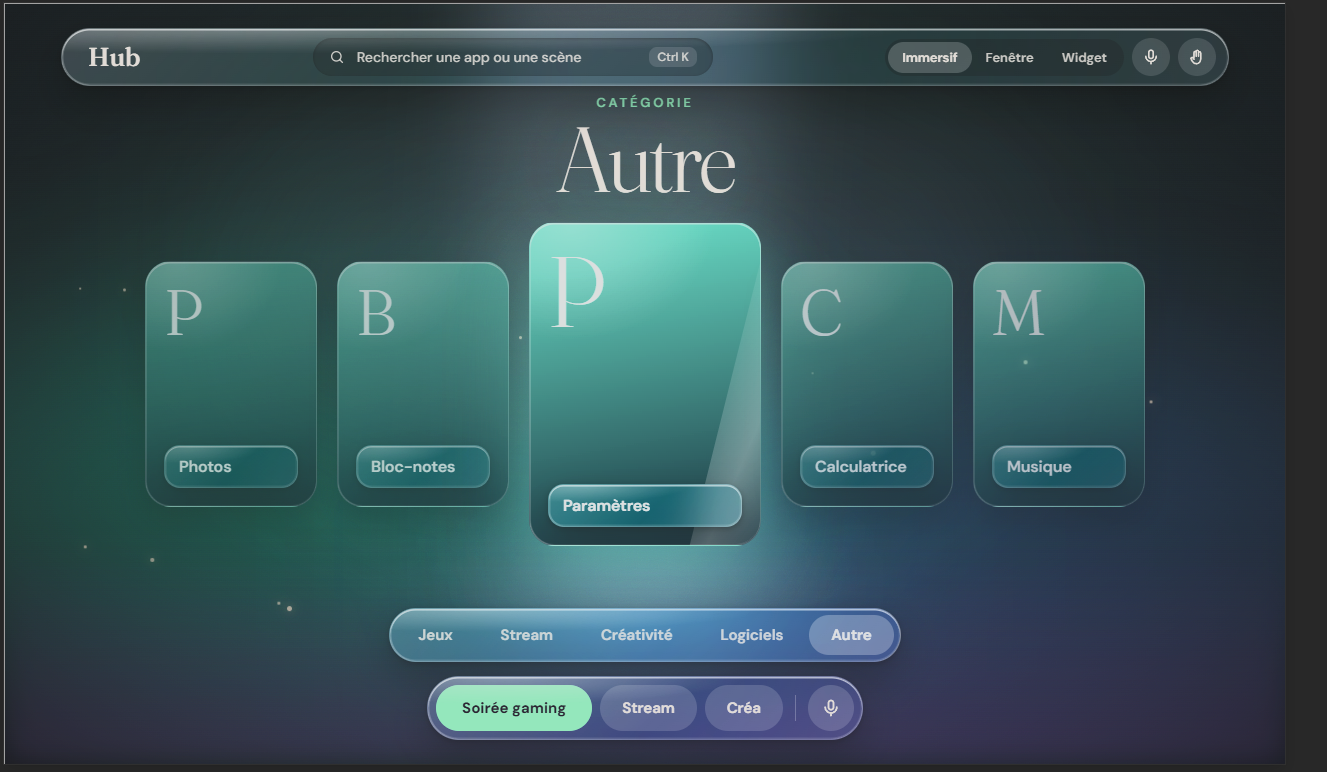 Hub
Rechercher une app ou une scène
Ctrl K
Immersif
Fenêtre
Widget
CATÉGORIE
Autre
P
Photos
B
Bloc-notes
P
Paramètres
C
Calculatrice
M
Musique
Jeux
Stream
Créativité
Logiciels
Autre
Soirée gaming
Stream
Créa